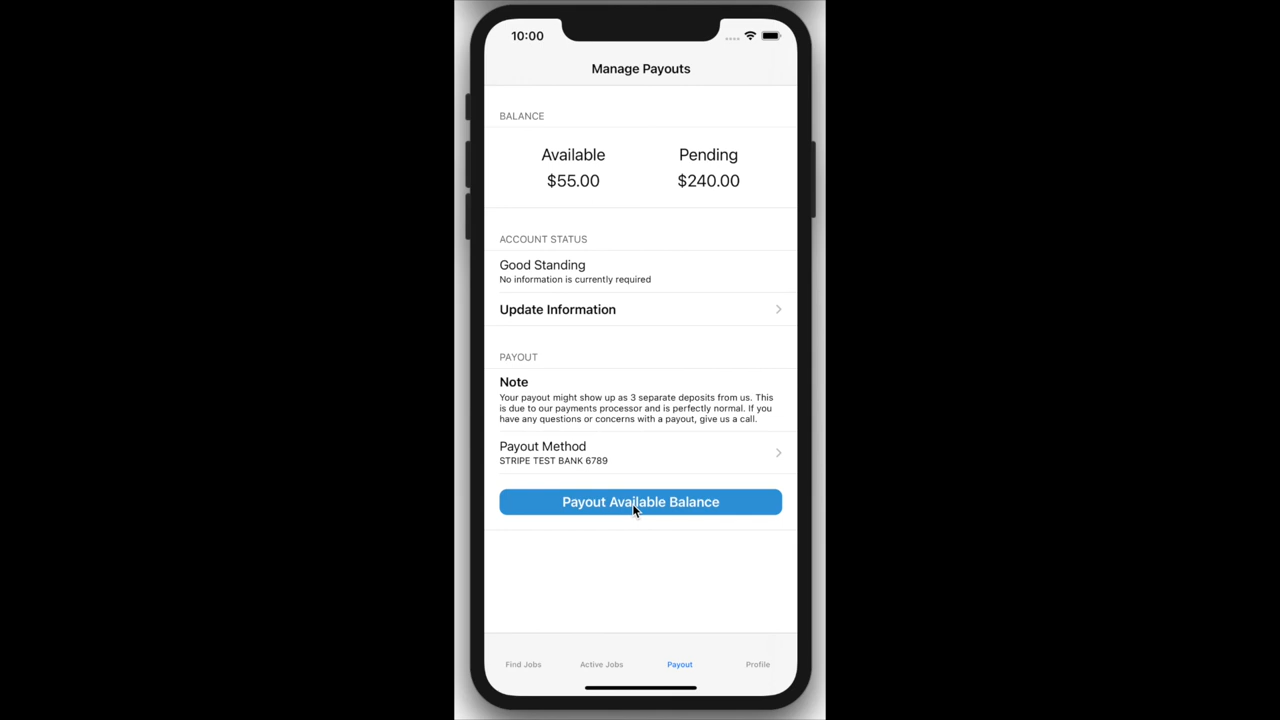 10:00
Manage Payouts
BALANCE
Available Pending
$55.00 $240.00
ACCOUNT STATUS
Good Standing
No information is currently required
Update Information
PAYOUT
Note
Your payout might show up as 3 separate deposits from us. This
is due to our payments processor and is perfectly normal. If you
have any questions or concerns with a payout, give us a call.
Payout Method
STRIPE TEST BANK 6789
Payout Available Balance
Find Jobs Active Jobs Payout Profile